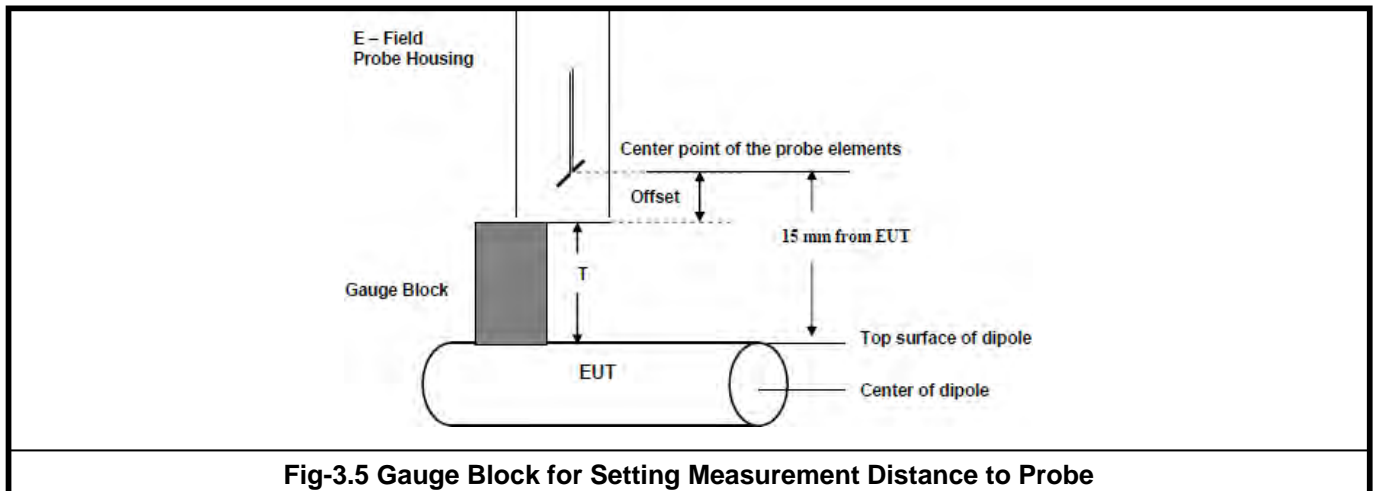 E – Field
Probe Housing
Center point of the probe elements
Offset
15 mm from EUT
T
Gauge Block
Top surface of dipole
EUT
Center of dipole
Fig-3.5 Gauge Block for Setting Measurement Distance to Probe